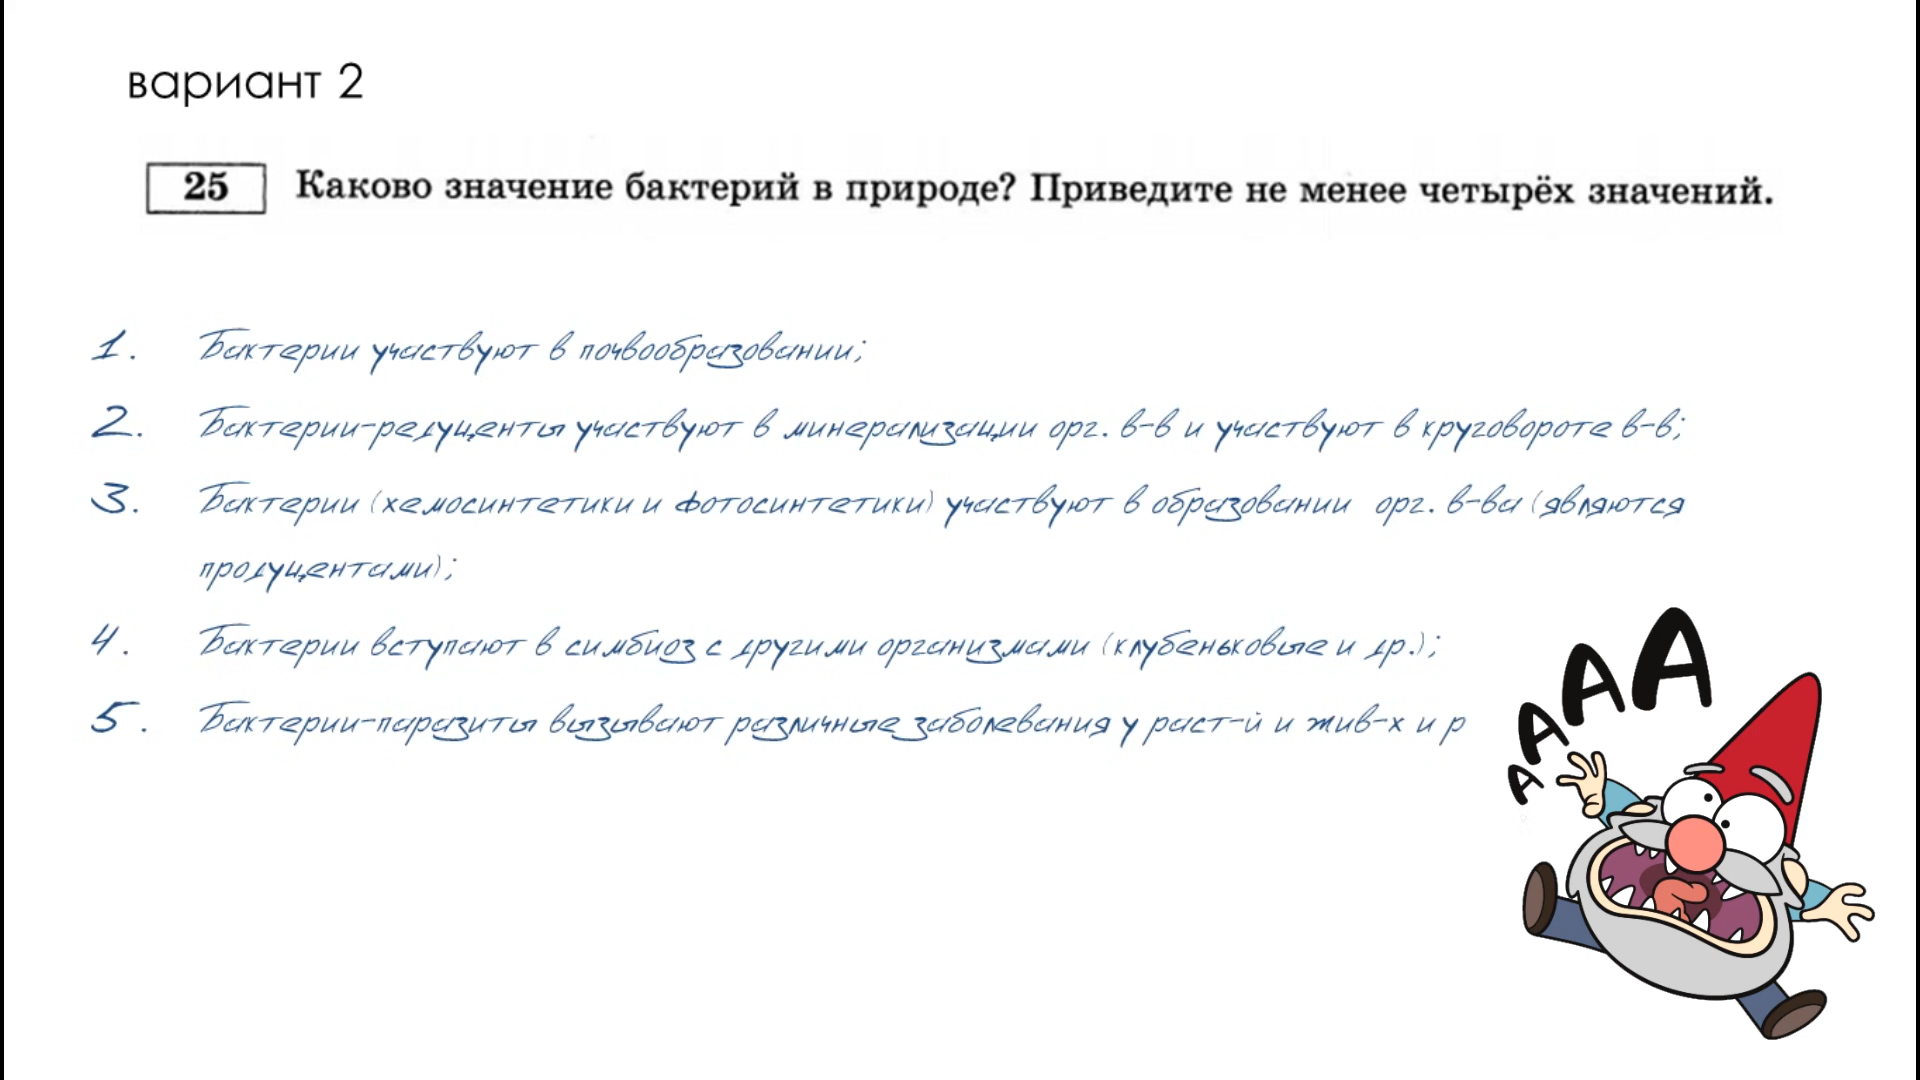 вариант 2
25 Каково значение бактерий в природе? Приведите не менее четырёх значений.
1. Бактерии участвуют в почвообразовании;
2. Бактерии-редуценты участвуют в минерализации орг. в-в и участвуют в круговороте в-в;
3. Бактерии (хемосинтетики и фотосинтетики) участвуют в образовании орг. в-ва (являются
продуцентами);
4. Бактерии вступают в симбиоз с другими организмами (клубеньковые и др.);
5. Бактерии-паразиты вызывают различные заболевания у раст-й и жив-х и р
А А А А